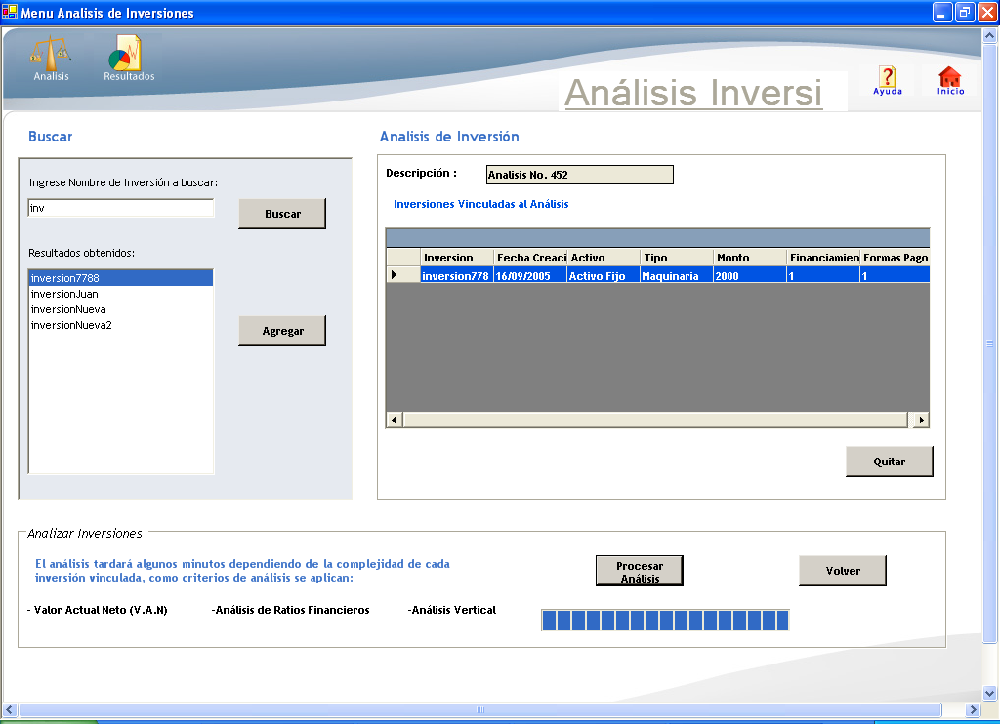 Menu Analisis de Inversiones
Analisis
Resultados
Análisis Inversi
Ayuda
Inicio
Buscar
Ingrese Nombre de Inversión a buscar:
inv
Buscar
Resultados obtenidos:
inversion7788
inversionJuan
inversionNueva
inversionNueva2
Agregar
Analisis de Inversión
Descripción :
Analisis No. 452
Inversiones Vinculadas al Análisis
Inversion Fecha Creaci Activo Tipo Monto Financiamien Formas Pago
inversion778 16/09/2005 Activo Fijo Maquinaria 2000 1 1
Quitar
Analizar Inversiones
El análisis tardará algunos minutos dependiendo de la complejidad de cada
inversión vinculada, como criterios de análisis se aplican:
- Valor Actual Neto (V.A.N) -Análisis de Ratios Financieros -Análisis Vertical
Procesar
Análisis
Volver